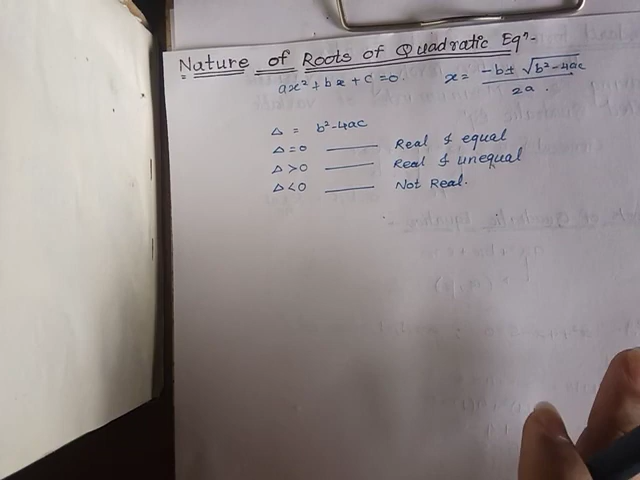 Nature of Roots of Quadratic Eqⁿ-
ax² + bx + c = 0. x = -b ± √b² - 4ac / 2a.
Δ = b² - 4ac
Δ = 0 —— Real & equal
Δ > 0 —— Real & unequal
Δ < 0 —— Not Real.